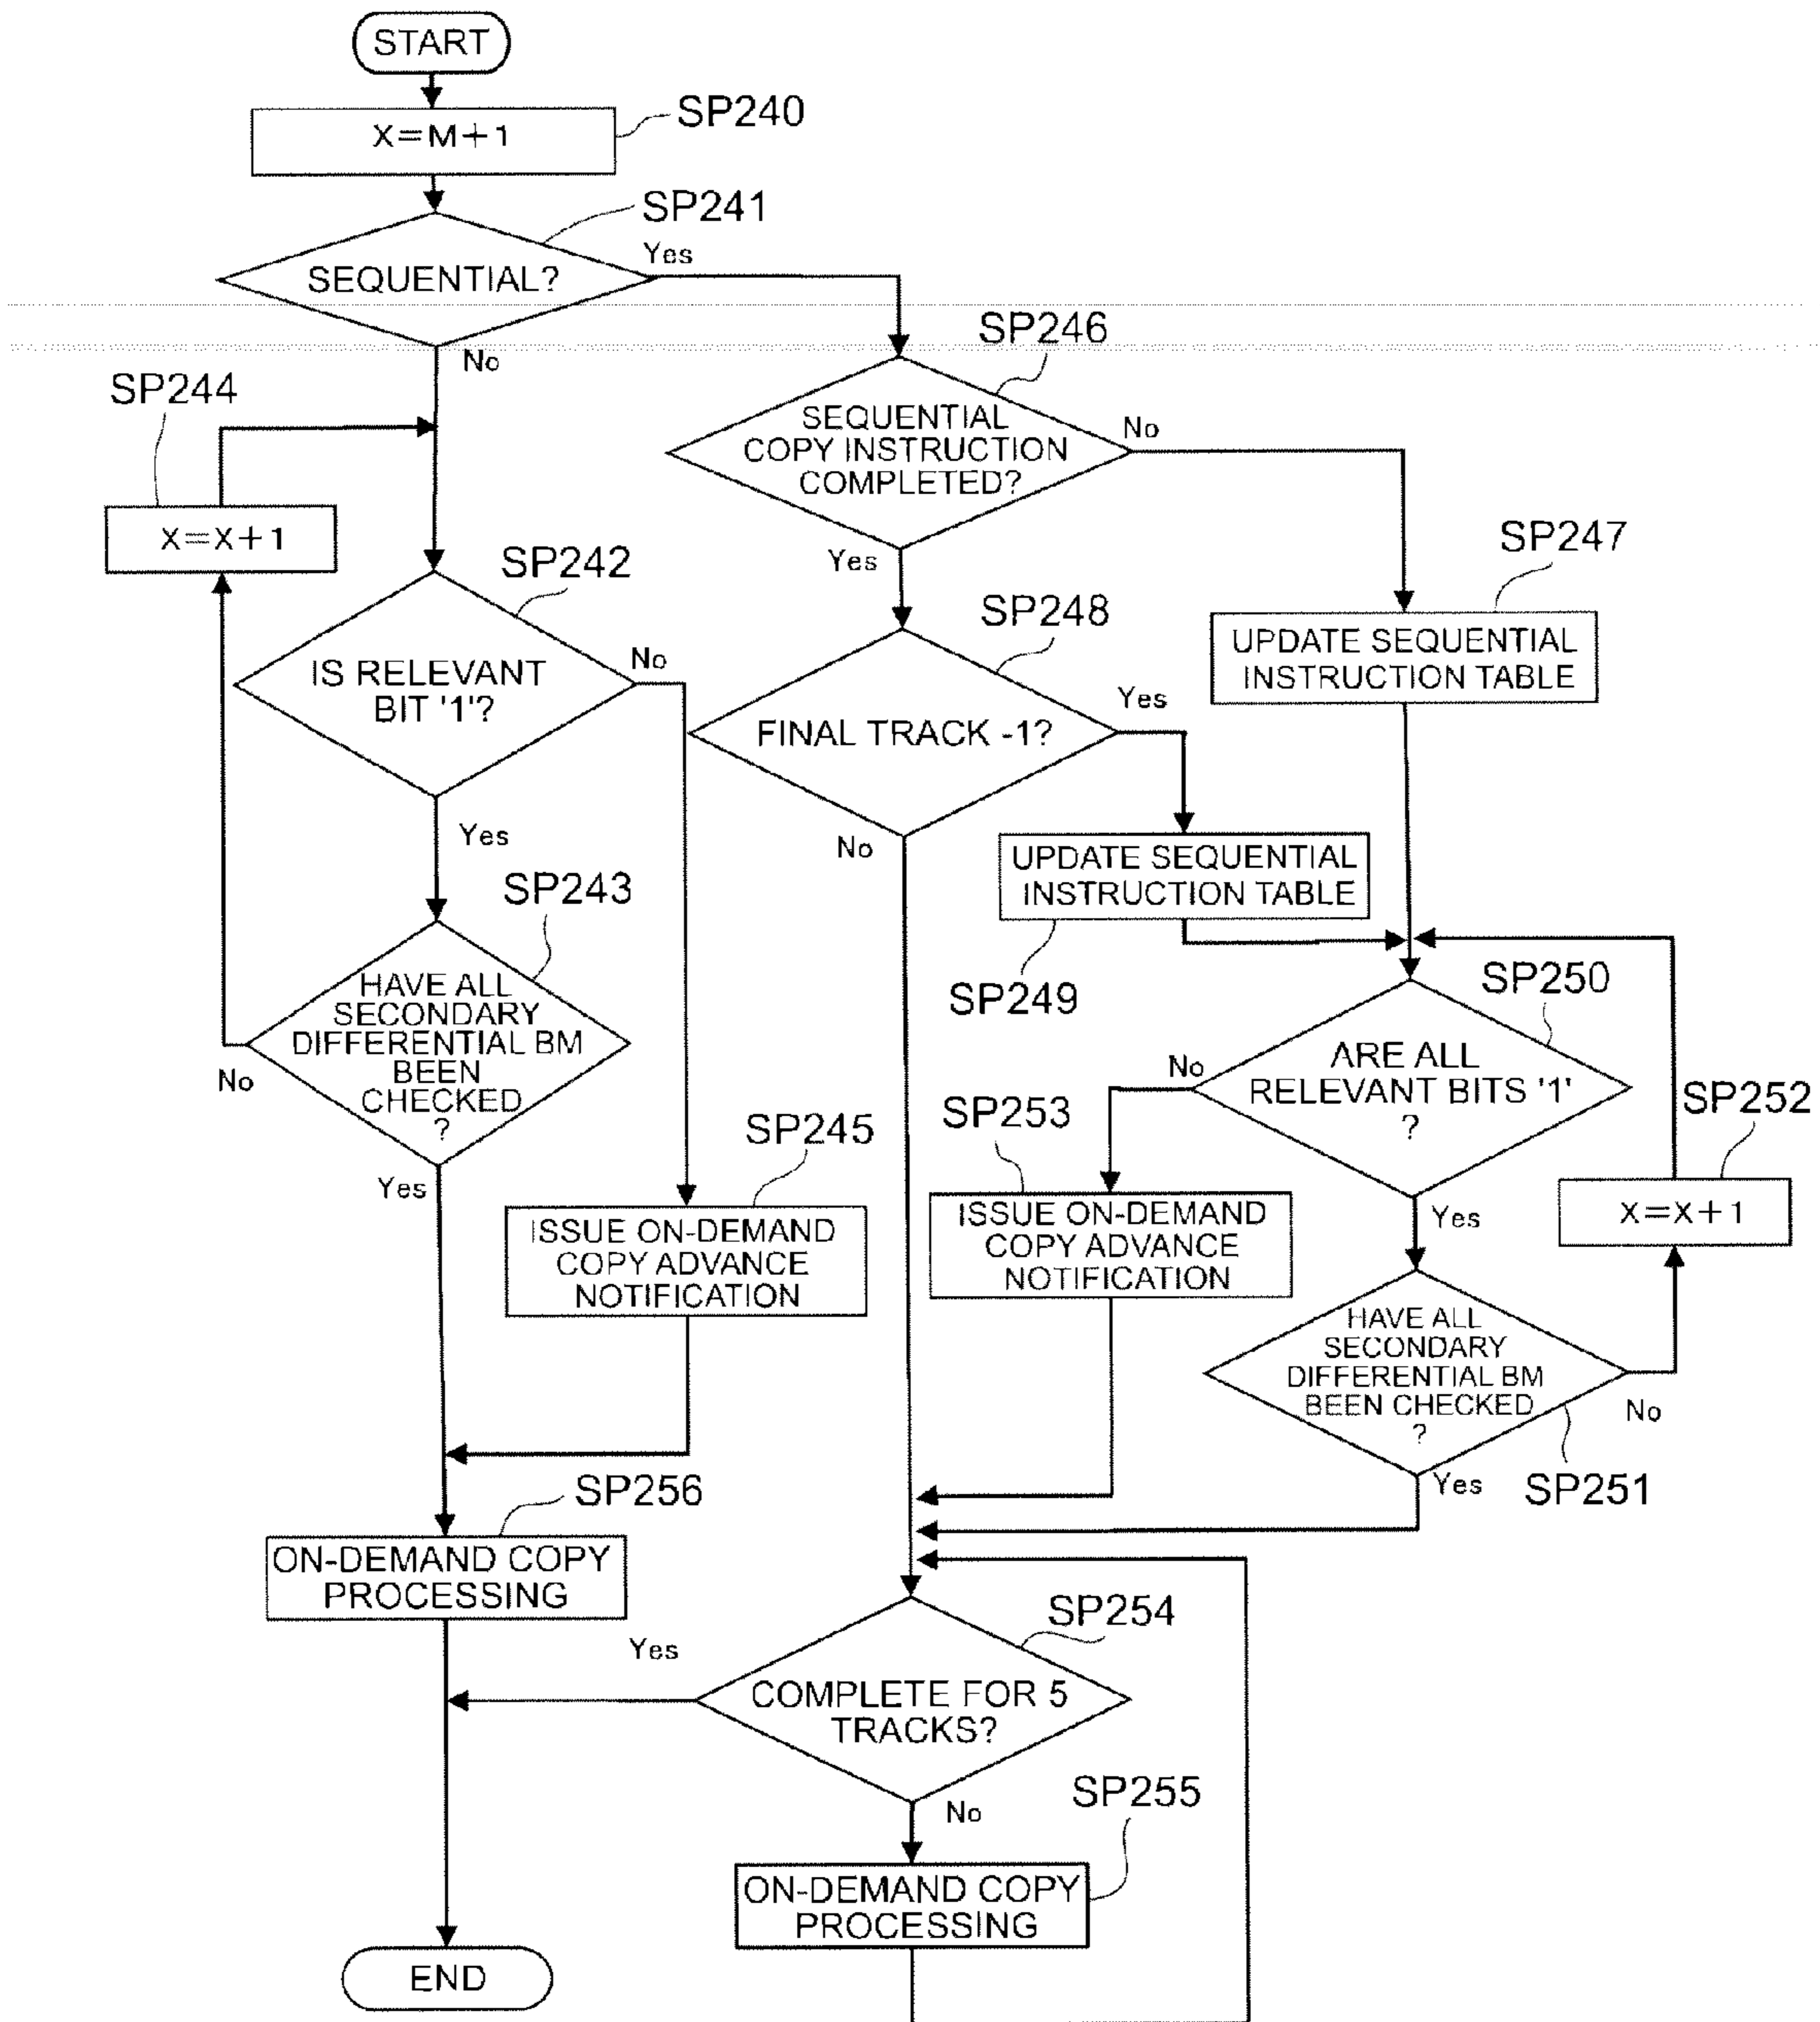 START
SP240
X=M+1
SP241
Yes
SEQUENTIAL?
No
SP246
SEQUENTIAL
COPY INSTRUCTION
COMPLETED?
No
Yes
SP244
X=X+1
SP242
IS RELEVANT
BIT '1'?
No
Yes
SP247
UPDATE SEQUENTIAL
INSTRUCTION TABLE
SP248
FINAL TRACK -1?
Yes
No
UPDATE SEQUENTIAL
INSTRUCTION TABLE
SP249
SP243
HAVE ALL
SECONDARY
DIFFERENTIAL BM
BEEN
CHECKED
?
No
Yes
SP250
ARE ALL
RELEVANT BITS '1'
?
No
Yes
SP252
X=X+1
SP253
ISSUE ON-DEMAND
COPY ADVANCE
NOTIFICATION
SP245
ISSUE ON-DEMAND
COPY ADVANCE
NOTIFICATION
HAVE ALL
SECONDARY
DIFFERENTIAL BM
BEEN CHECKED
?
No
Yes
SP251
SP256
ON-DEMAND COPY
PROCESSING
SP254
Yes
COMPLETE FOR 5
TRACKS?
No
SP255
ON-DEMAND COPY
PROCESSING
END